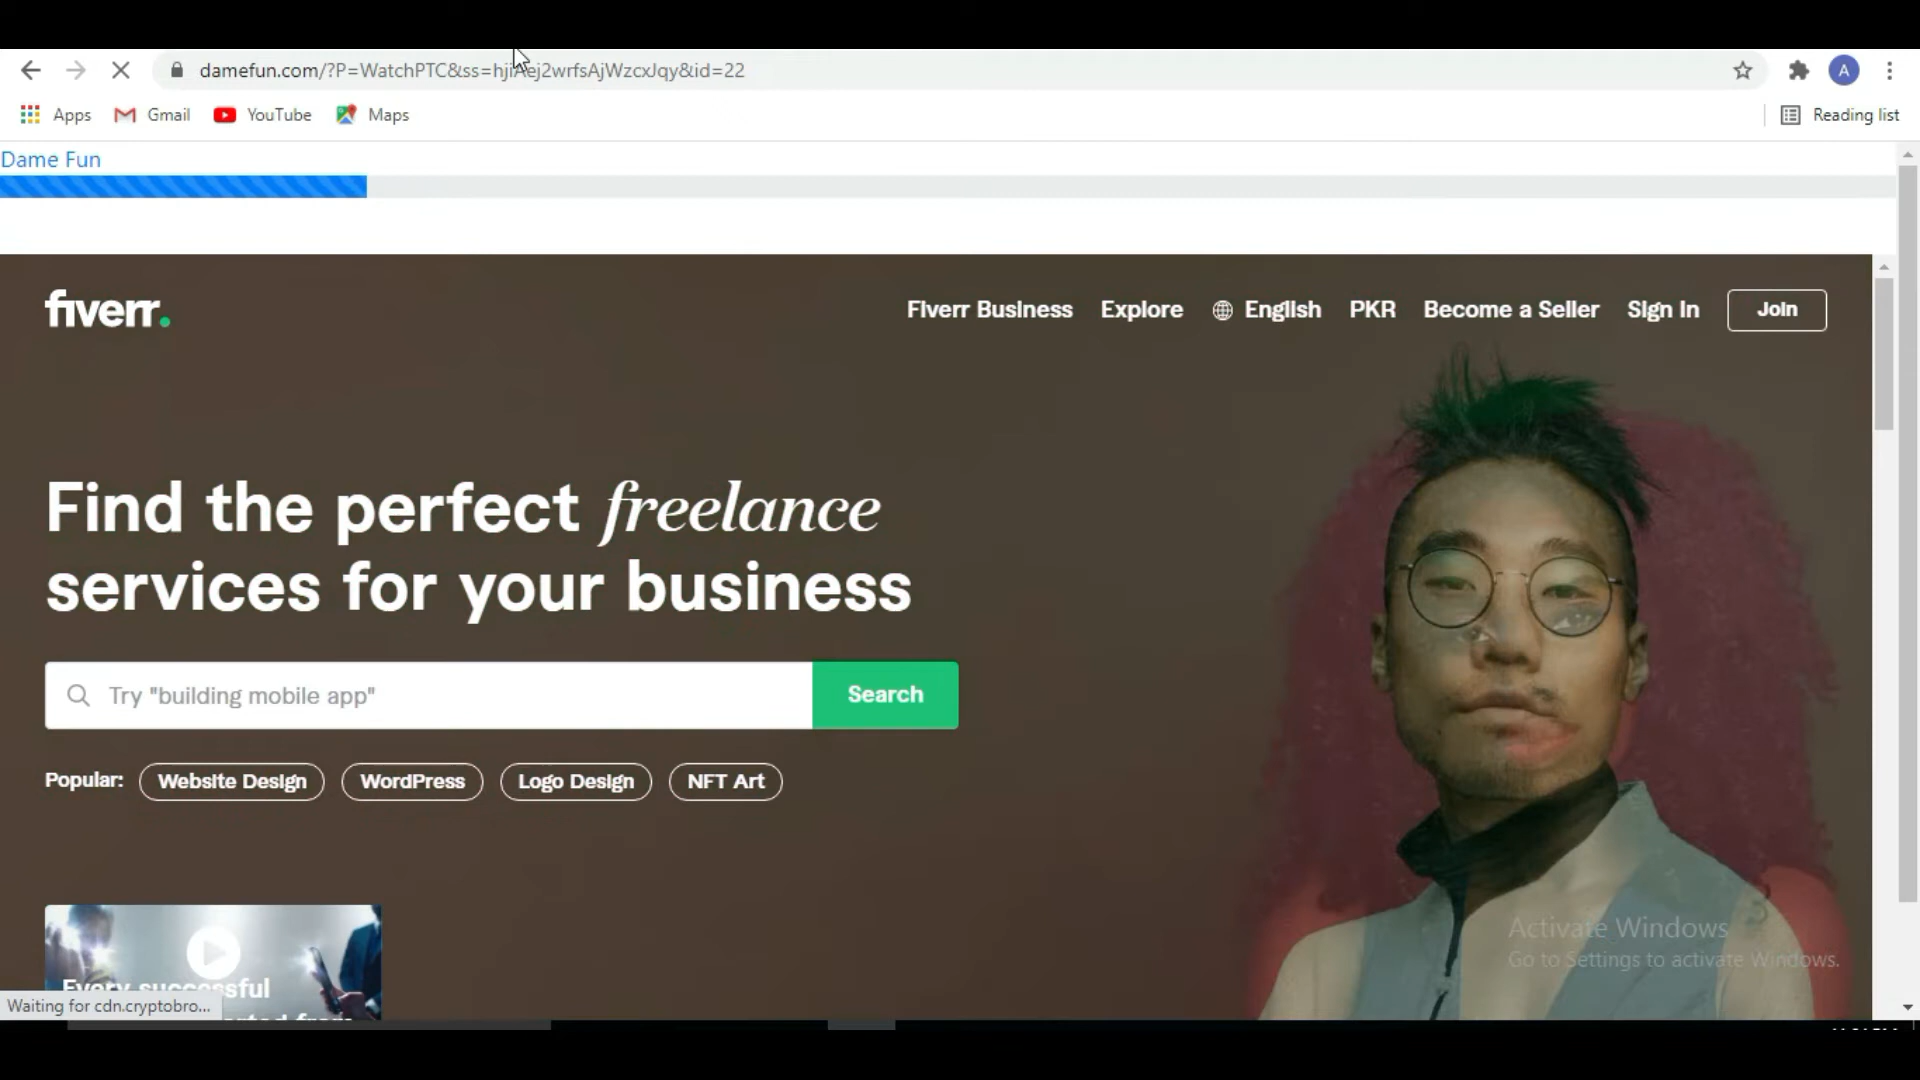 damefun.com/?P=WatchPTC&ss=hjiAej2wrfsAjWzcxJqy&id=22
A
Apps Gmail YouTube Maps Reading list
Dame Fun
fiverr.
Fiverr Business Explore English PKR Become a Seller Sign In Join
Find the perfect freelance
services for your business
Try "building mobile app" Search
Popular: Website Design WordPress Logo Design NFT Art
Activate Windows
Go to Settings to activate Windows.
Every successful
Waiting for cdn.cryptobro...